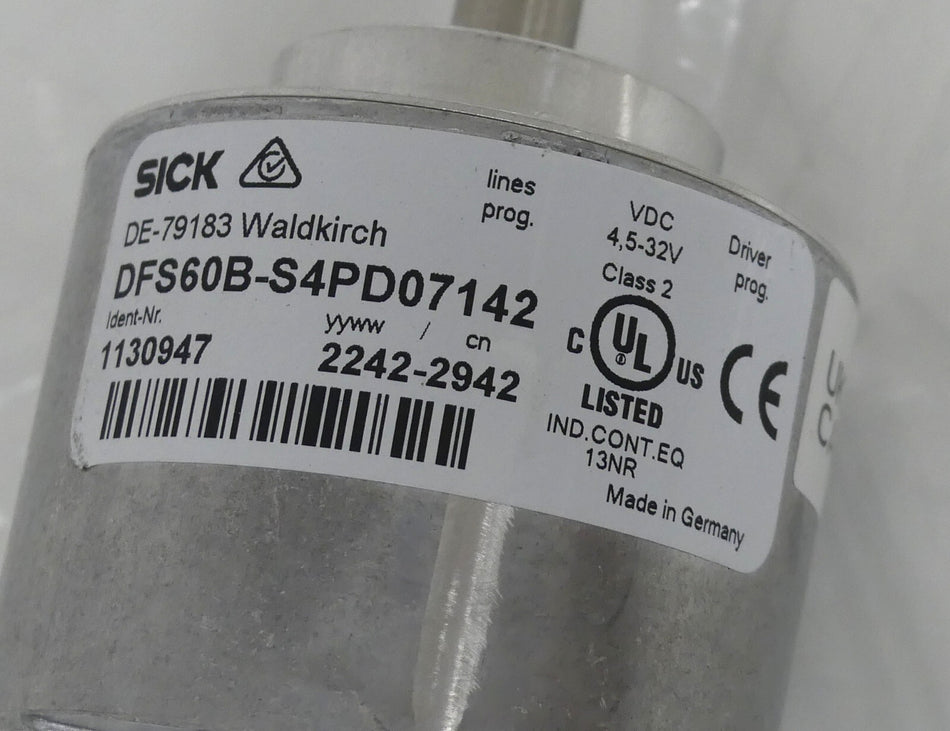 SICK
DE-79183 Waldkirch
DFS60B-S4PD07142
Ident-Nr.
1130947
yyww / cn
2242-2942
lines
prog.
VDC
4,5-32V
Class 2
Driver
prog.
C UL US
LISTED
IND.CONT.EQ
13NR
CE
Made in Germany